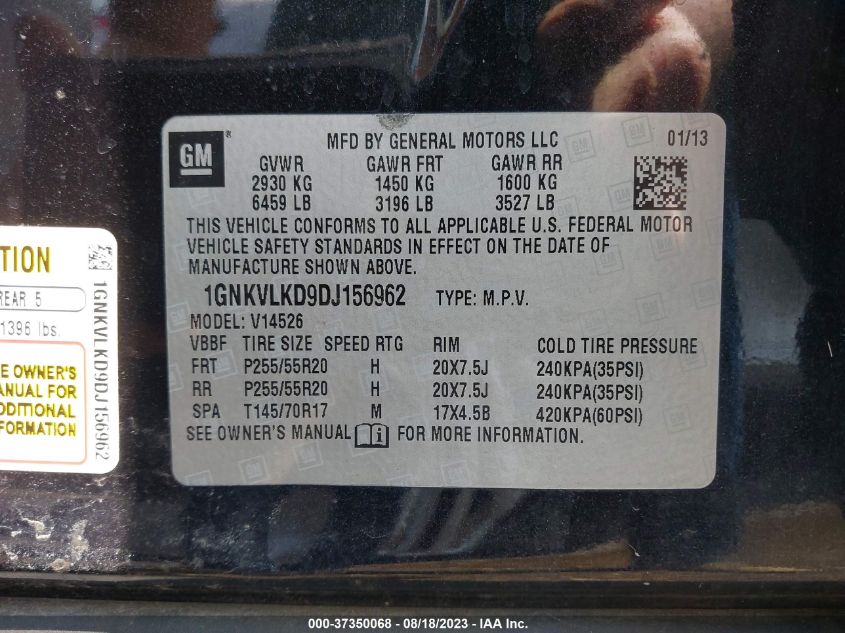 GM ®
MFD BY GENERAL MOTORS LLC 01/13
GVWR GAWR FRT GAWR RR
2930 KG 1450 KG 1600 KG
6459 LB 3196 LB 3527 LB
THIS VEHICLE CONFORMS TO ALL APPLICABLE U.S. FEDERAL MOTOR
VEHICLE SAFETY STANDARDS IN EFFECT ON THE DATE OF
MANUFACTURE SHOWN ABOVE.
1GNKVLKD9DJ156962 TYPE: M.P.V.
MODEL: V14526
VBBF TIRE SIZE SPEED RTG RIM COLD TIRE PRESSURE
FRT P255/55R20 H 20X7.5J 240KPA(35PSI)
RR P255/55R20 H 20X7.5J 240KPA(35PSI)
SPA T145/70R17 M 17X4.5B 420KPA(60PSI)
SEE OWNER'S MANUAL FOR MORE INFORMATION.
TION
REAR 5
1396 lbs.
E OWNER'S
ANUAL FOR
DDITIONAL
FORMATION
1GNKVLKD9DJ156962
000-37350068 - 08/18/2023 - IAA Inc.